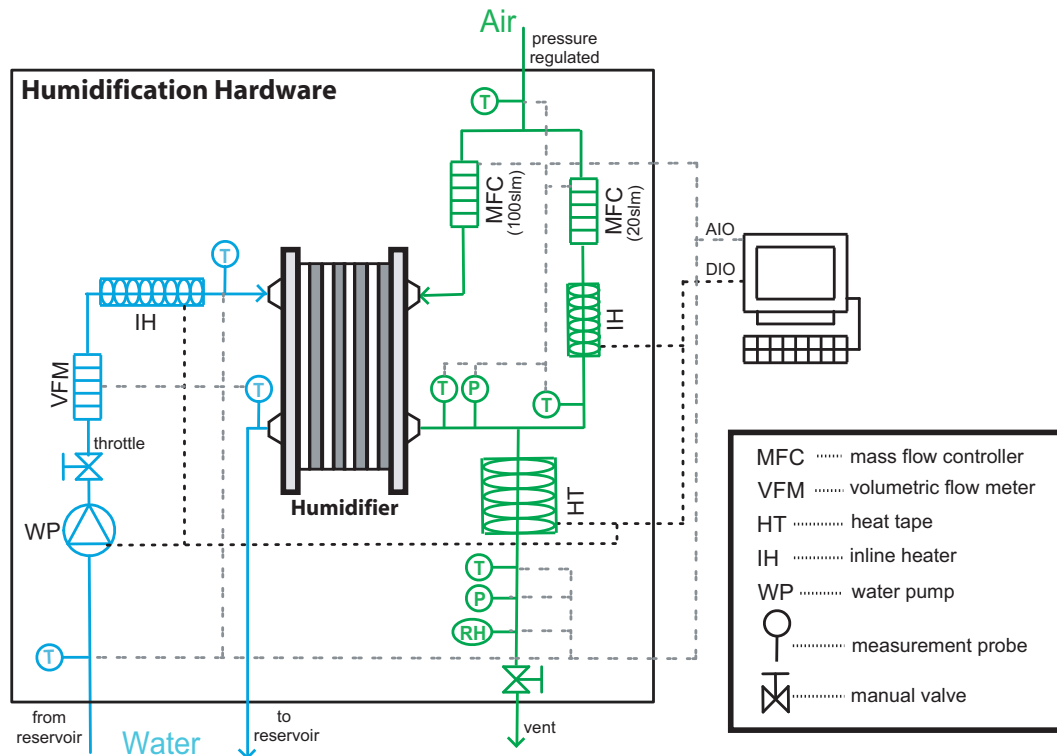 Air
pressure
regulated
Humidification Hardware
T
MFC
(100slm)
MFC
(20slm)
AIO
DIO
T
IH
IH
VFM
T
T
P
T
throttle
WP
Humidifier
HT
T
P
RH
T
from
reservoir
Water
to
reservoir
vent
MFC mass flow controller
VFM volumetric flow meter
HT heat tape
IH inline heater
WP water pump
measurement probe
manual valve